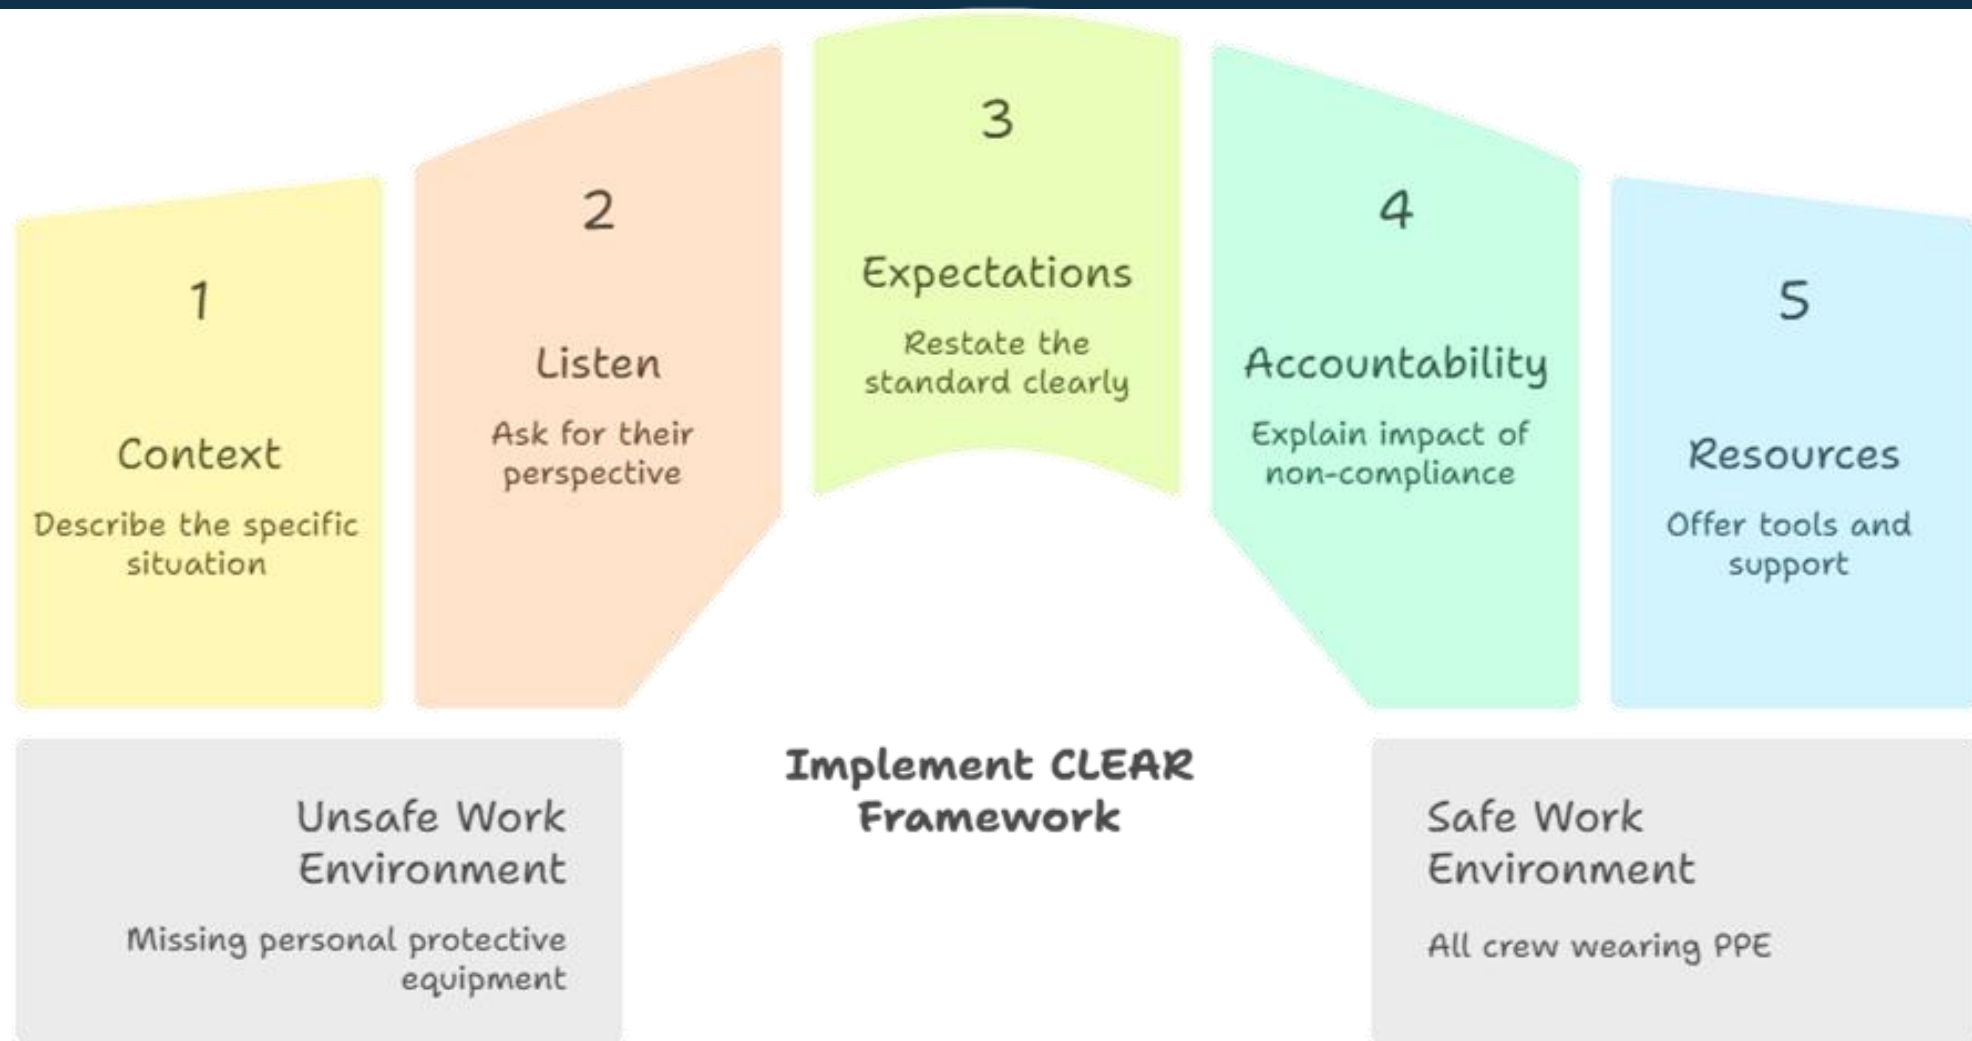 1
Context
Describe the specific
situation
2
Listen
Ask for their
perspective
3
Expectations
Restate the
standard clearly
4
Accountability
Explain impact of
non-compliance
5
Resources
Offer tools and
support
Unsafe Work
Environment
Missing personal protective
equipment
Implement CLEAR
Framework
Safe Work
Environment
All crew wearing PPE